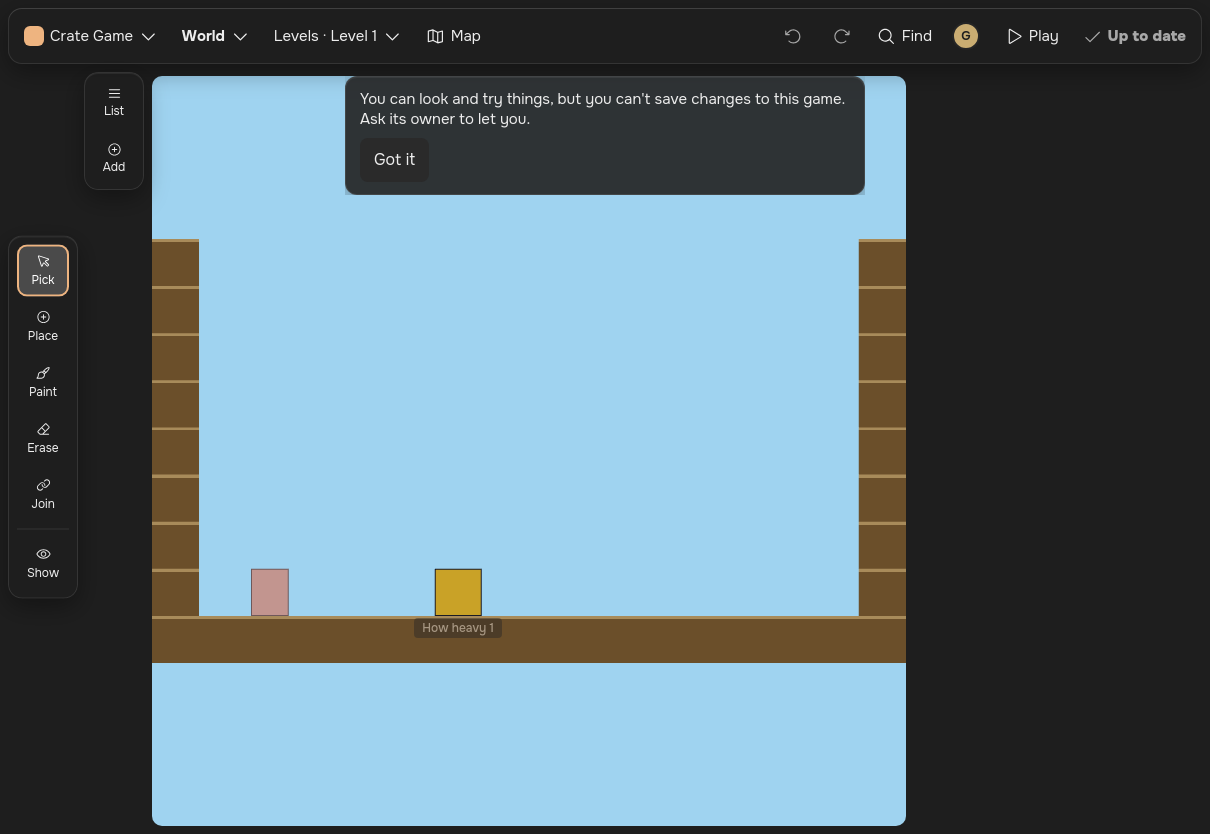 Crate Game
World
Levels · Level 1
Map
Find
G
Play
Up to date
List
Add
You can look and try things, but you can't save changes to this game.
Ask its owner to let you.
Got it
Pick
Place
Paint
Erase
Join
Show
How heavy 1